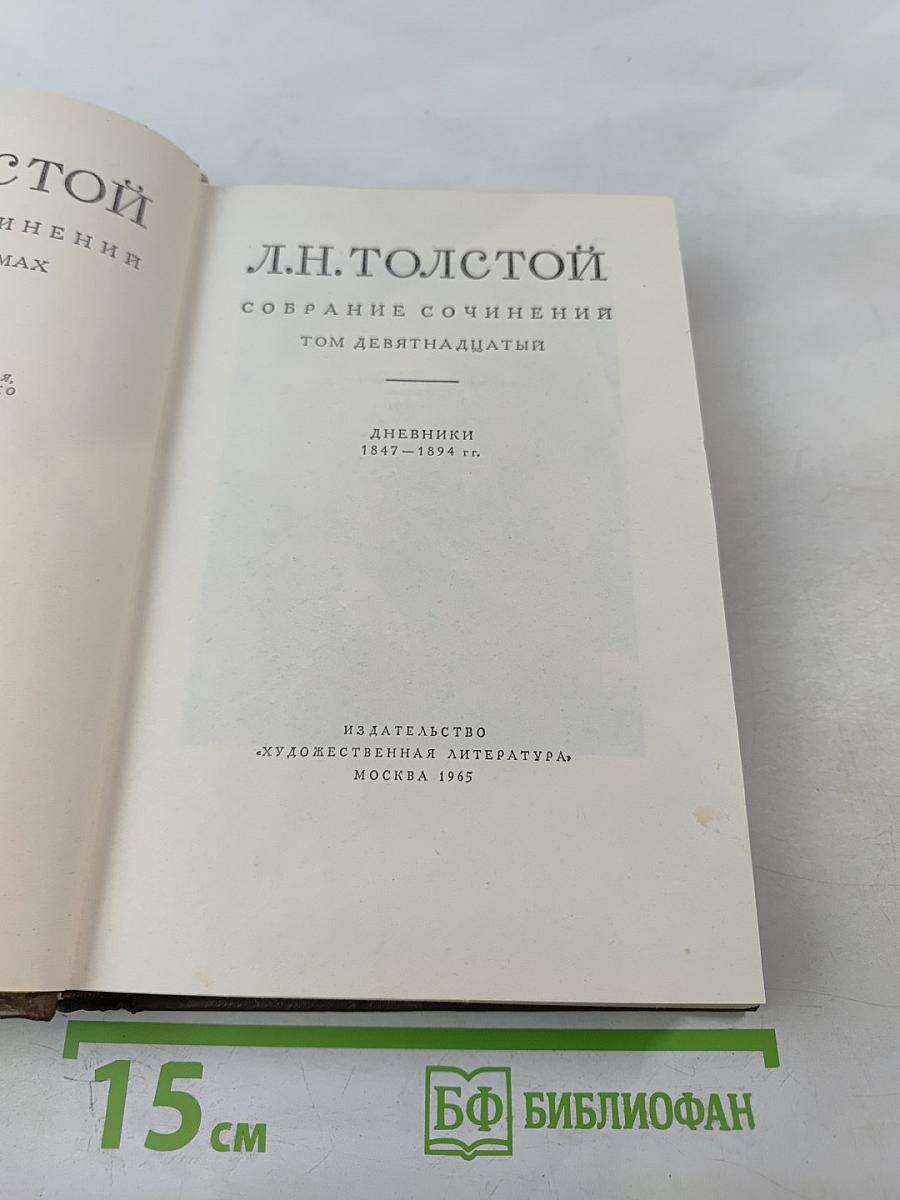 СТОЙ
ИНЕНИЙ
МАХ
Я,
КО
Л.Н.ТОЛСТОЙ
СОБРАНИЕ СОЧИНЕНИЙ
ТОМ ДЕВЯТНАДЦАТЫЙ
ДНЕВНИКИ
1847—1894 гг.
ИЗДАТЕЛЬСТВО
«ХУДОЖЕСТВЕННАЯ ЛИТЕРАТУРА»
МОСКВА 1965
15 см
БФ БИБЛИОФАН